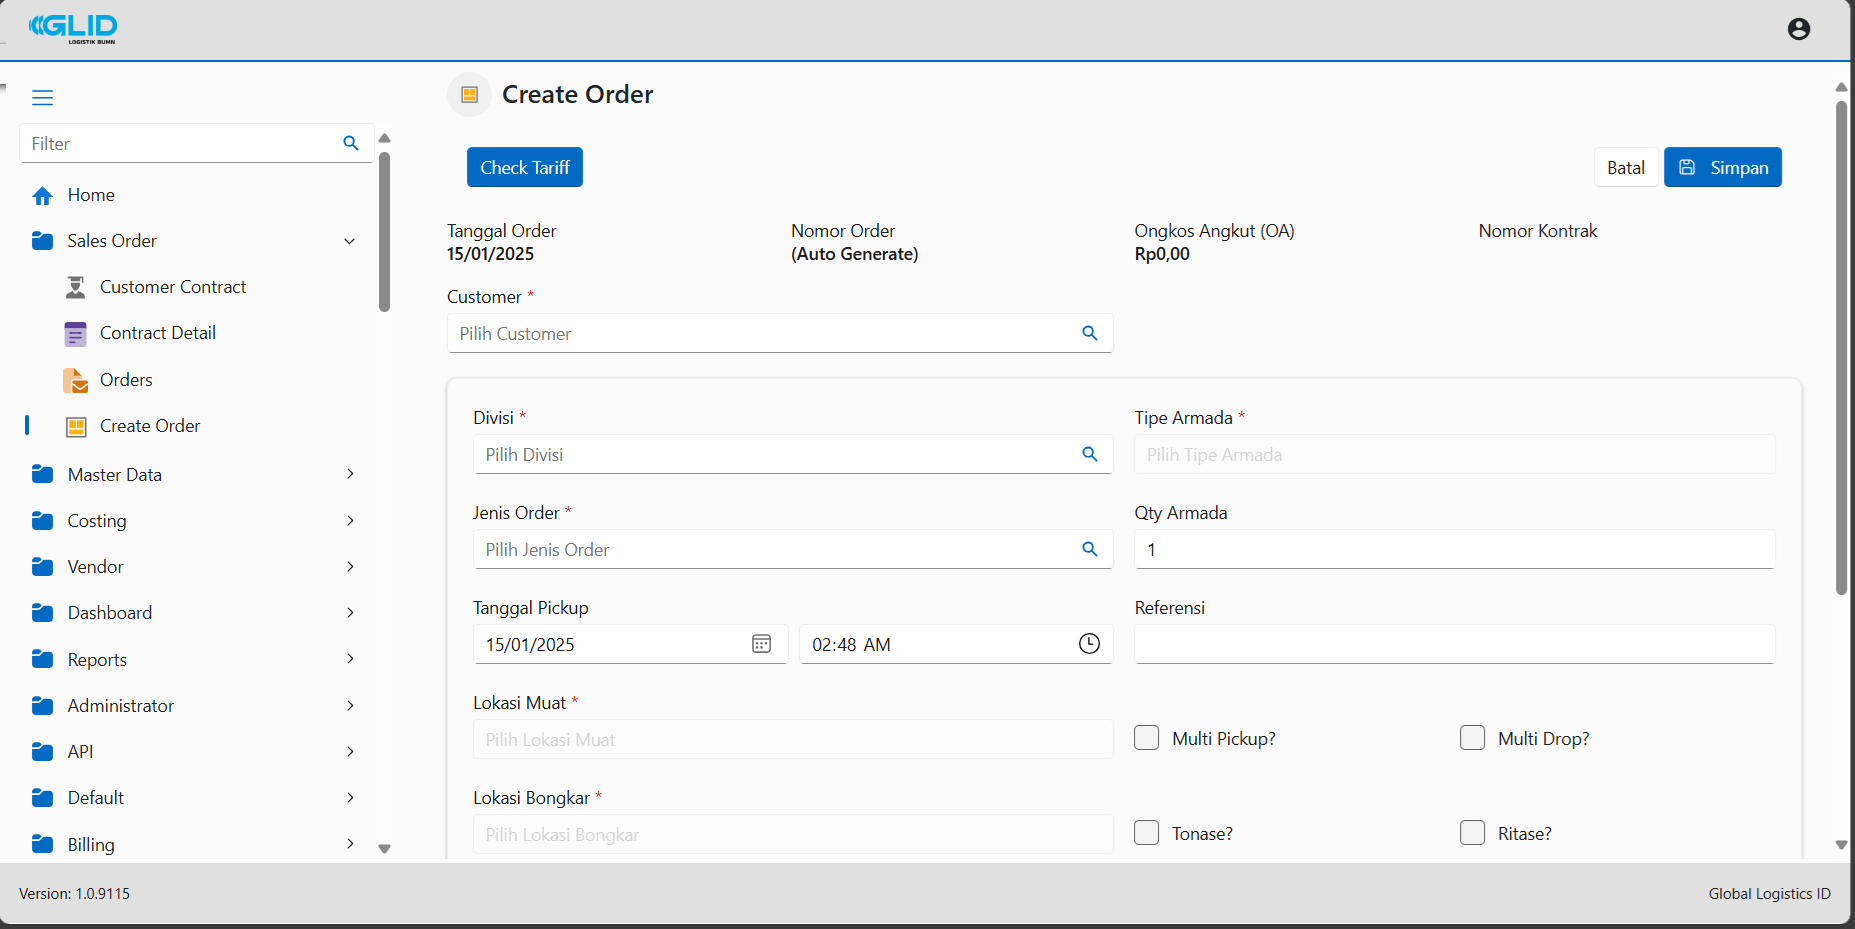 GLID
LOGISTIK BUMN
Filter
Home
Sales Order
Customer Contract
Contract Detail
Orders
Create Order
Master Data
Costing
Vendor
Dashboard
Reports
Administrator
API
Default
Billing
Create Order
Check Tariff
Batal
Simpan
Tanggal Order
15/01/2025
Nomor Order
(Auto Generate)
Ongkos Angkut (OA)
Rp0,00
Nomor Kontrak
Customer *
Pilih Customer
Divisi *
Pilih Divisi
Tipe Armada *
Pilih Tipe Armada
Jenis Order *
Pilih Jenis Order
Qty Armada
1
Tanggal Pickup
15/01/2025
02:48 AM
Referensi
Lokasi Muat *
Pilih Lokasi Muat
Multi Pickup?
Multi Drop?
Lokasi Bongkar *
Pilih Lokasi Bongkar
Tonase?
Ritase?
Version: 1.0.9115
Global Logistics ID